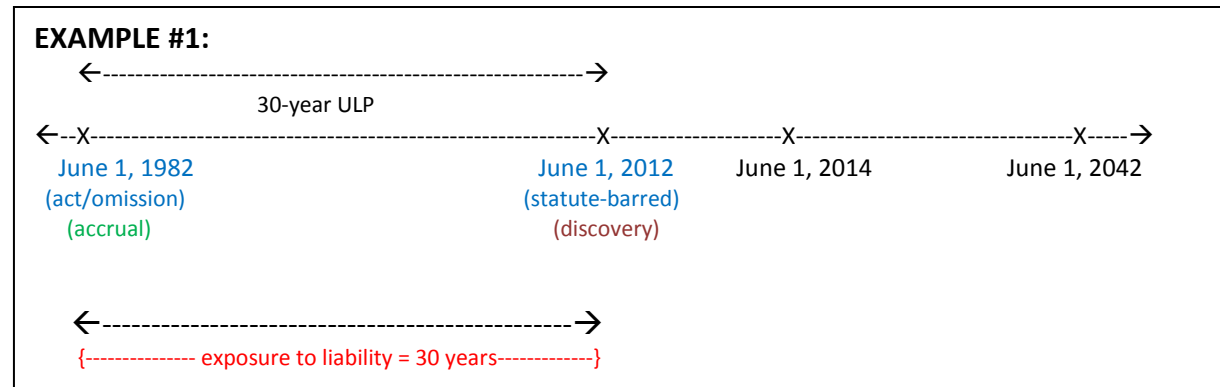 EXAMPLE #1:
←-----------------------------------------------------------→
30-year ULP
←--X--------------------------------------------------------------X----------------------X-----------------------------------X-----→
June 1, 1982 June 1, 2012 June 1, 2014 June 1, 2042
(act/omission) (statute-barred)
(accrual) (discovery)
←------------------------------------------------→
{--------------- exposure to liability = 30 years-------------}